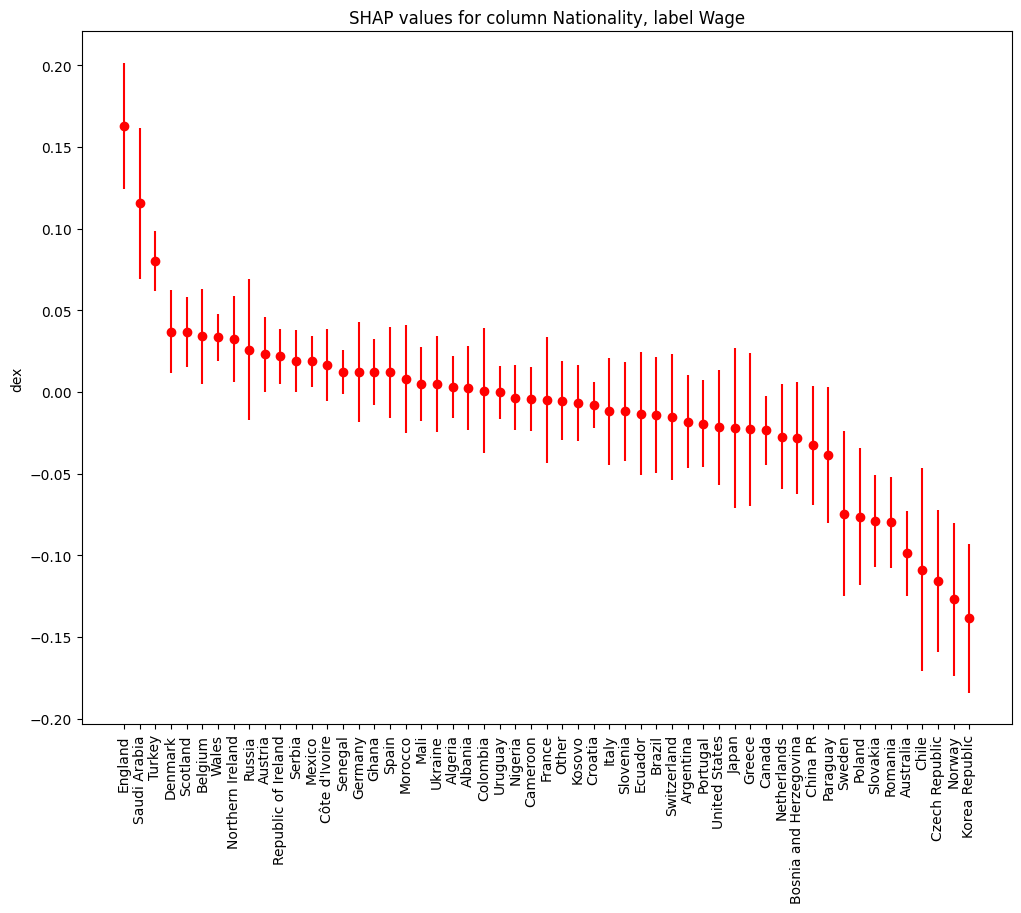 SHAP values for column Nationality, label Wage
dex
0.20
0.15
0.10
0.05
0.00
−0.05
−0.10
−0.15
−0.20
England
Saudi Arabia
Turkey
Denmark
Scotland
Belgium
Wales
Northern Ireland
Russia
Austria
Republic of Ireland
Serbia
Mexico
Côte d'Ivoire
Senegal
Germany
Ghana
Spain
Morocco
Mali
Ukraine
Algeria
Albania
Colombia
Uruguay
Nigeria
Cameroon
France
Other
Kosovo
Croatia
Italy
Slovenia
Ecuador
Brazil
Switzerland
Argentina
Portugal
United States
Japan
Greece
Canada
Netherlands
Bosnia and Herzegovina
China PR
Paraguay
Sweden
Poland
Slovakia
Romania
Australia
Chile
Czech Republic
Norway
Korea Republic